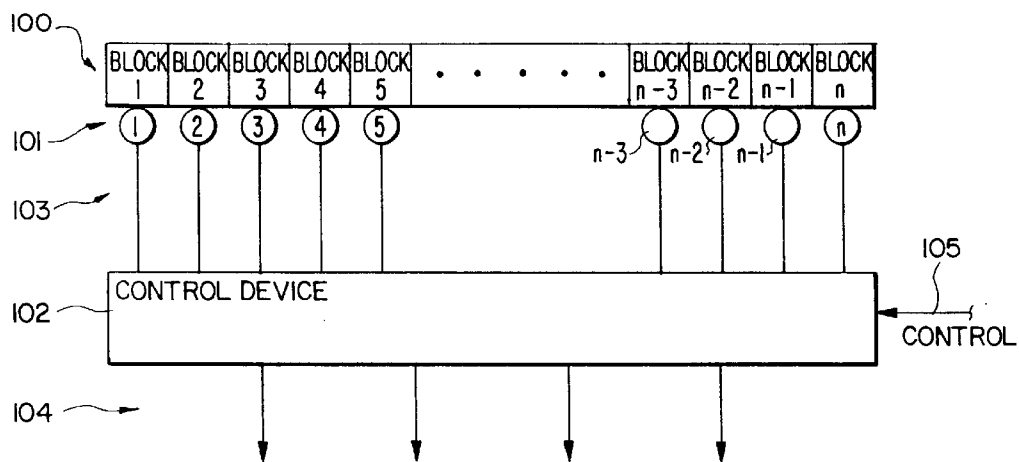 100
BLOCK 1 BLOCK 2 BLOCK 3 BLOCK 4 BLOCK 5 . . . . . BLOCK n-3 BLOCK n-2 BLOCK n-1 BLOCK n
101
1 2 3 4 5 n-3 n-2 n-1 n
103
105
CONTROL DEVICE
102
CONTROL
104